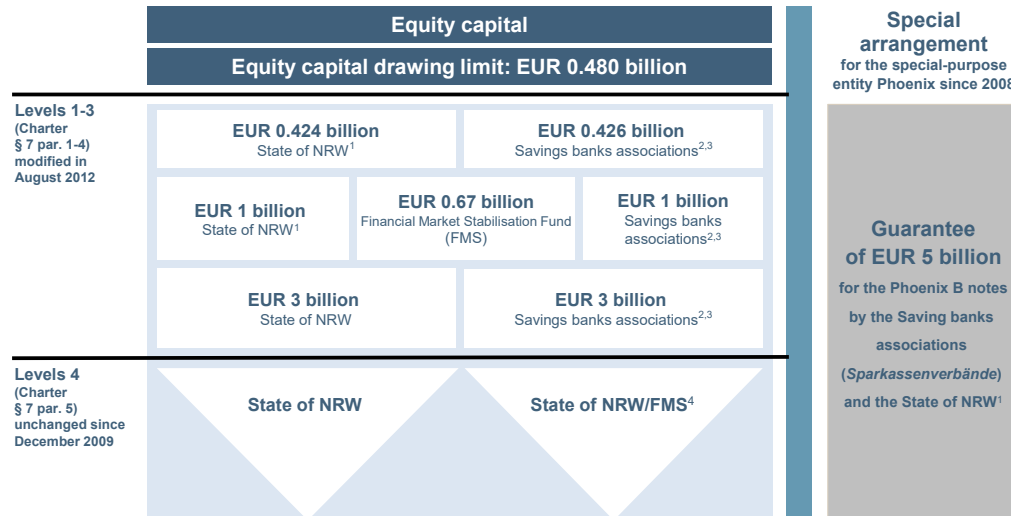 Equity capital
Equity capital drawing limit: EUR 0.480 billion
Special
arrangement
for the special-purpose
entity Phoenix since 2008
Levels 1-3
(Charter
§ 7 par. 1-4)
modified in
August 2012
EUR 0.424 billion
State of NRW¹
EUR 0.426 billion
Savings banks associations²,³
EUR 1 billion
State of NRW¹
EUR 0.67 billion
Financial Market Stabilisation Fund
(FMS)
EUR 1 billion
Savings banks
associations²,³
EUR 3 billion
State of NRW
EUR 3 billion
Savings banks associations²,³
Guarantee
of EUR 5 billion
for the Phoenix B notes
by the Saving banks
associations
(Sparkassenverbände)
and the State of NRW¹
Levels 4
(Charter
§ 7 par. 5)
unchanged since
December 2009
State of NRW
State of NRW/FMS⁴